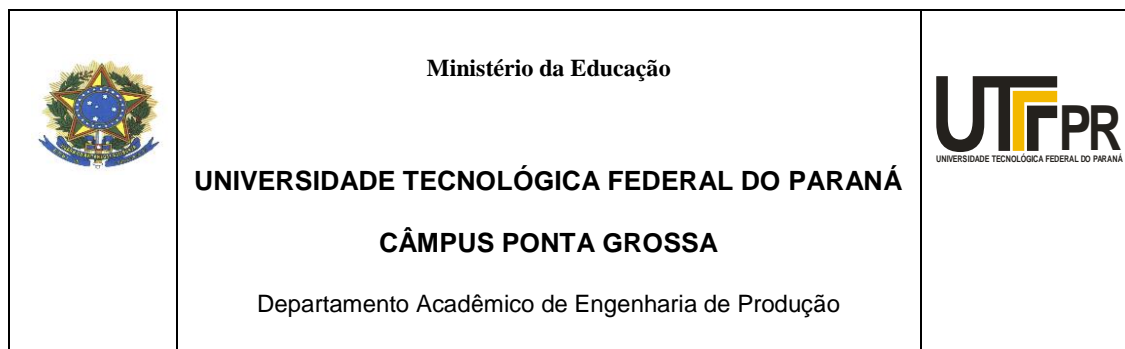 Ministério da Educação
UNIVERSIDADE TECNOLÓGICA FEDERAL DO PARANÁ
CÂMPUS PONTA GROSSA
Departamento Acadêmico de Engenharia de Produção
UTFPR
UNIVERSIDADE TECNOLÓGICA FEDERAL DO PARANÁ